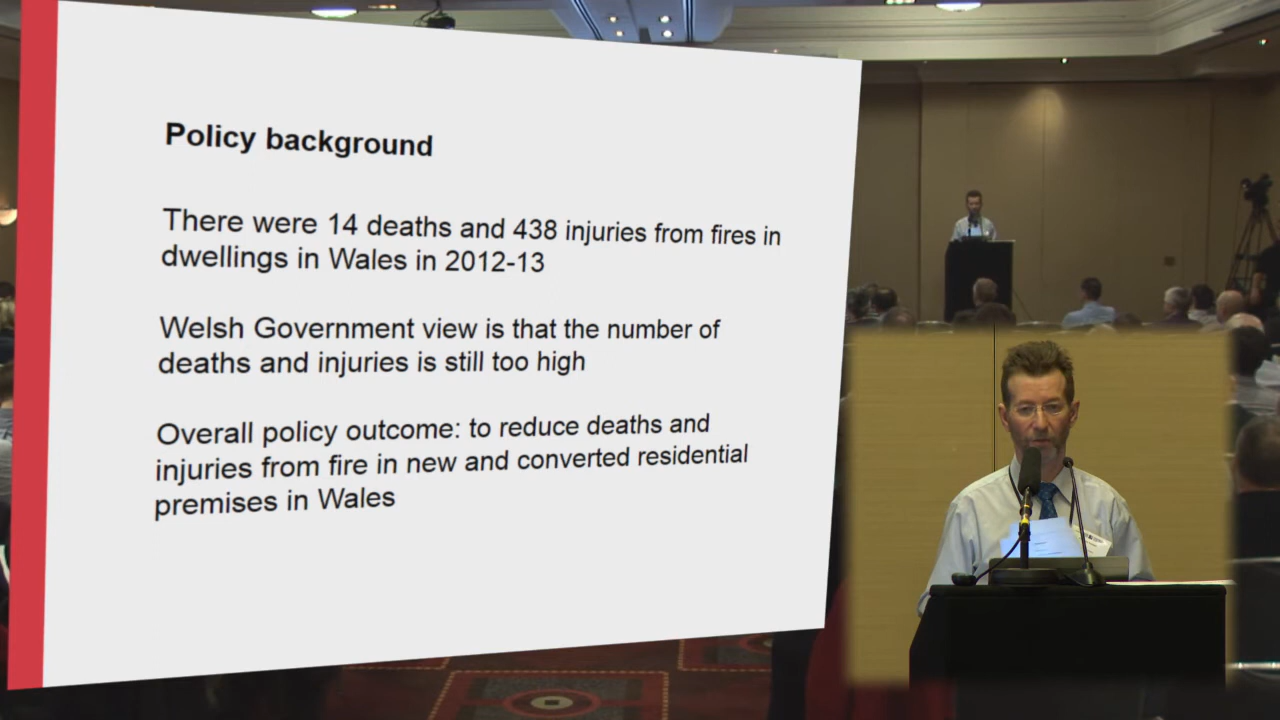 Policy background
There were 14 deaths and 438 injuries from fires in
dwellings in Wales in 2012-13
Welsh Government view is that the number of
deaths and injuries is still too high
Overall policy outcome: to reduce deaths and
injuries from fire in new and converted residential
premises in Wales